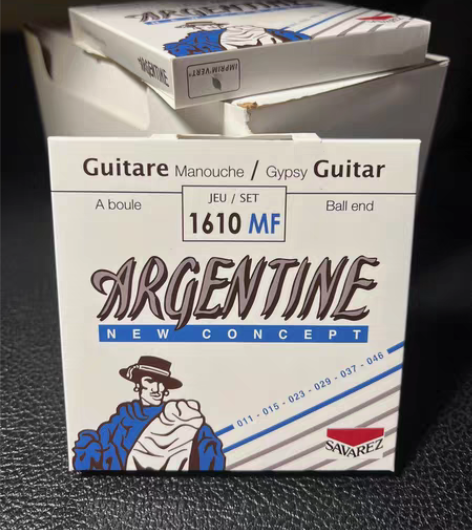 ARGENTINE
ARGENTINE
IMPRIM'VERT
Guitare Manouche / Gypsy Guitar
A boule
JEU / SET
Ball end
1610 MF
ARGENTINE
NEW CONCEPT
011 - 015 - 023 - 029 - 037 - 046
SAVAREZ